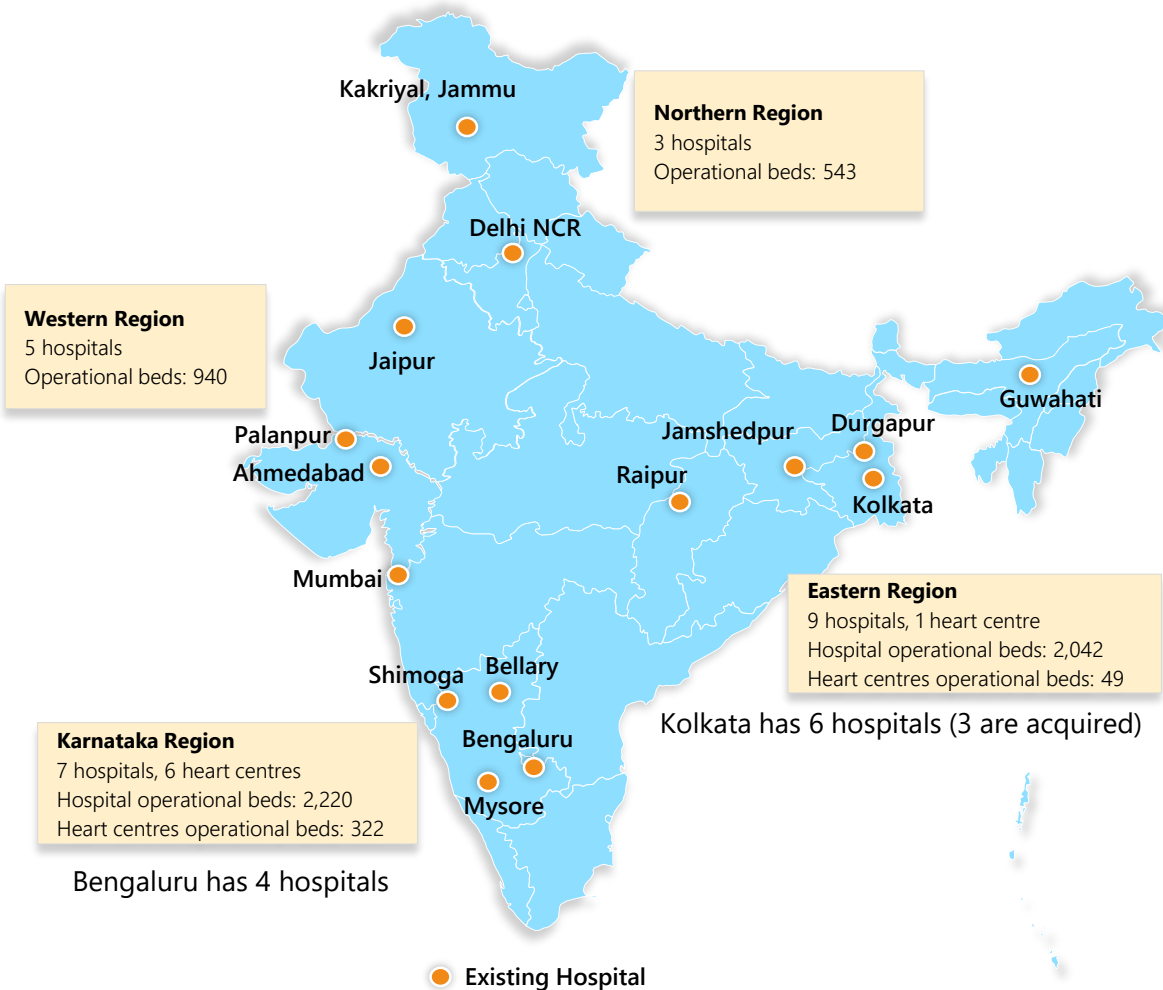 Kakriyal, Jammu
Northern Region
3 hospitals
Operational beds: 543
Delhi NCR
Western Region
5 hospitals
Operational beds: 940
Jaipur
Guwahati
Palanpur
Ahmedabad
Jamshedpur
Durgapur
Raipur
Kolkata
Mumbai
Eastern Region
9 hospitals, 1 heart centre
Hospital operational beds: 2,042
Heart centres operational beds: 49
Kolkata has 6 hospitals (3 are acquired)
Shimoga
Bellary
Bengaluru
Mysore
Karnataka Region
7 hospitals, 6 heart centres
Hospital operational beds: 2,220
Heart centres operational beds: 322
Bengaluru has 4 hospitals
Existing Hospital